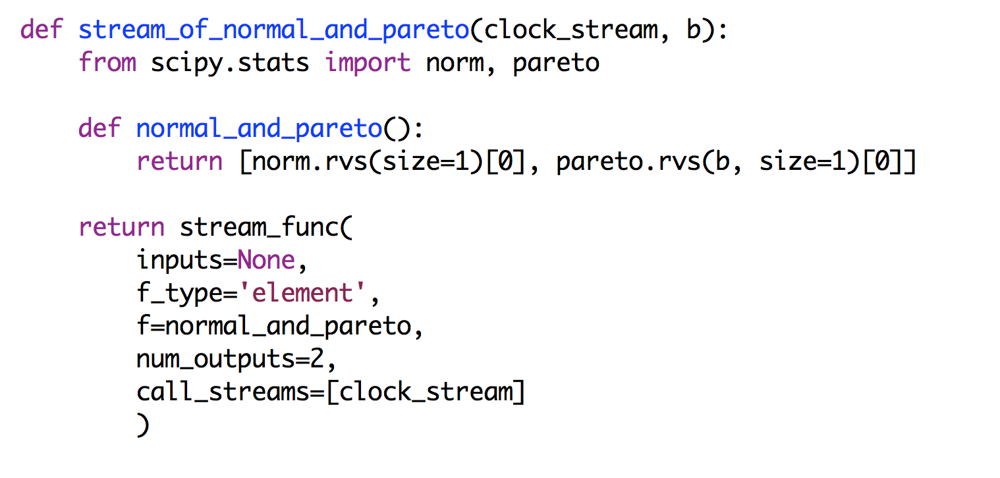 def stream_of_normal_and_pareto(clock_stream, b):
    from scipy.stats import norm, pareto

    def normal_and_pareto():
        return [norm.rvs(size=1)[0], pareto.rvs(b, size=1)[0]]

    return stream_func(
        inputs=None,
        f_type='element',
        f=normal_and_pareto,
        num_outputs=2,
        call_streams=[clock_stream]
        )